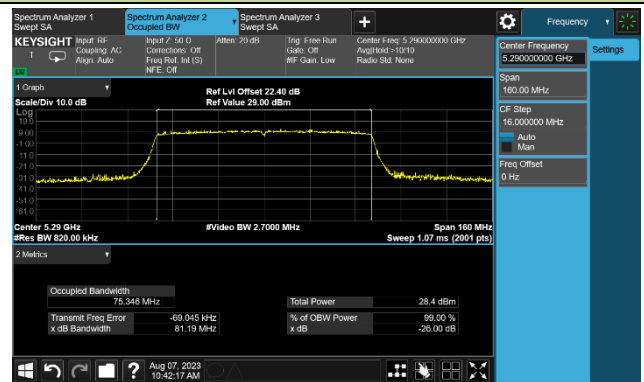 Spectrum Analyzer 1
Swept SA
Spectrum Analyzer 2
Occupied BW
Spectrum Analyzer 3
Swept SA
Frequency
KEYSIGHT
Input: RF
Coupling: AC
Align: Auto
Input Z: 50 Ω
Corrections: Off
Freq Ref: Int (S)
NFE: Off
Atten: 20 dB
Trig: Free Run
Gate: Off
#IF Gain: Low
Center Freq: 5.290000000 GHz
Avg|Hold:>10/10
Radio Std: None
1
LW
Center Frequency
5.290000000 GHz
Settings
Span
160.00 MHz
CF Step
16.000000 MHz
Auto
Man
Freq Offset
0 Hz
1 Graph
Scale/Div 10.0 dB
Ref Lvl Offset 22.40 dB
Ref Value 29.00 dBm
Log
19.0
9.00
-1.00
-11.0
-21.0
-31.0
-41.0
-51.0
-61.0
Center 5.29 GHz
#Video BW 2.7000 MHz
Span 160 MHz
#Res BW 820.00 kHz
Sweep 1.07 ms (2001 pts)
2 Metrics
Occupied Bandwidth
75.346 MHz
Total Power 28.4 dBm
Transmit Freq Error -69.045 kHz
% of OBW Power 99.00 %
x dB Bandwidth 81.19 MHz
x dB -26.00 dB
Aug 07, 2023
10:42:17 AM